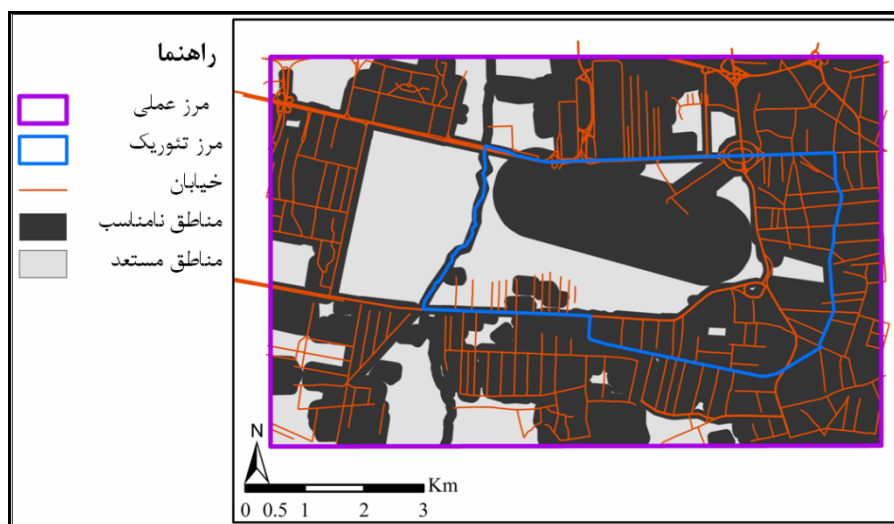 راهنما
مرز عملی
مرز تئوریک
خیابان
مناطق نامناسب
مناطق مستعد
N
Km
0 0.5 1 2 3